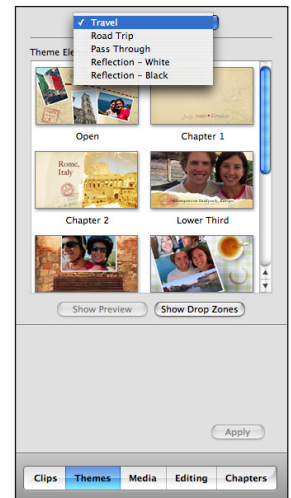 ✓ Travel
Road Trip
Pass Through
Reflection - White
Reflection - Black
Theme Ele
Open
Chapter 1
Rome,
Italy
Chapter 2
Lower Third
Show Preview
Show Drop Zones
Apply
Clips
Themes
Media
Editing
Chapters